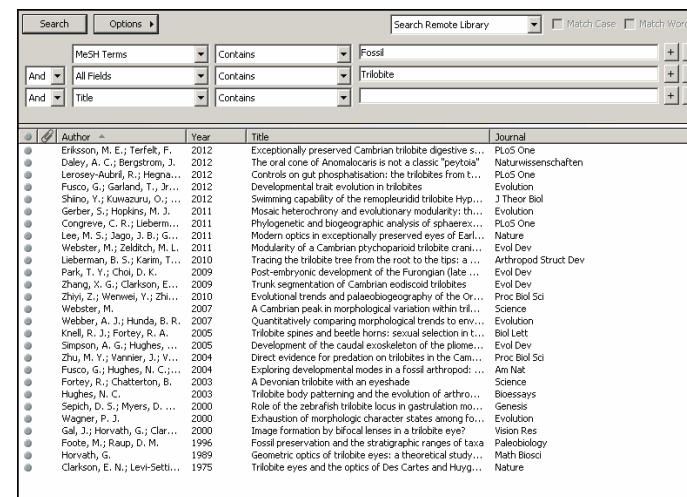 Search Options Search Remote Library Match Case Match Word
MeSH Terms Contains Fossil +
And All Fields Contains Trilobite +
And Title Contains +
Author Year Title Journal
Eriksson, M. E.; Terfelt, F. 2012 Exceptionally preserved Cambrian trilobite digestive s... PLoS One
Daley, A. C.; Bergstrom, J. 2012 The oral cone of Anomalocaris is not a classic "peytoia" Naturwissenschaften
Lerosey-Aubril, R.; Hegna... 2012 Controls on gut phosphatisation: the trilobites from t... PLoS One
Fusco, G.; Garland, T., Jr... 2012 Developmental trait evolution in trilobites Evolution
Shiino, Y.; Kuwazuru, O.; ... 2012 Swimming capability of the remopleuridid trilobite Hyp... J Theor Biol
Gerber, S.; Hopkins, M. J. 2011 Mosaic heterochrony and evolutionary modularity: th... Evolution
Congreve, C. R.; Lieberm... 2011 Phylogenetic and biogeographic analysis of sphaerex... PLoS One
Lee, M. S.; Jago, J. B.; G... 2011 Modern optics in exceptionally preserved eyes of Earl... Nature
Webster, M.; Zelditch, M. L. 2011 Modularity of a Cambrian ptychoparioid trilobite crani... Evol Dev
Lieberman, B. S.; Karim, T... 2010 Tracing the trilobite tree from the root to the tips: a ... Arthropod Struct Dev
Park, T. Y.; Choi, D. K. 2009 Post-embryonic development of the Furongian (late ... Evol Dev
Zhang, X. G.; Clarkson, E... 2009 Trunk segmentation of Cambrian eodiscoid trilobites Evol Dev
Zhiyi, Z.; Wenwei, Y.; Zhi... 2010 Evolutional trends and palaeobiogeography of the Or... Proc Biol Sci
Webster, M. 2007 A Cambrian peak in morphological variation within tril... Science
Webber, A. J.; Hunda, B. R. 2007 Quantitatively comparing morphological trends to env... Evolution
Knell, R. J.; Fortey, R. A. 2005 Trilobite spines and beetle horns: sexual selection in t... Biol Lett
Simpson, A. G.; Hughes, ... 2005 Development of the caudal exoskeleton of the pliome... Evol Dev
Zhu, M. Y.; Vannier, J.; V... 2004 Direct evidence for predation on trilobites in the Cam... Proc Biol Sci
Fusco, G.; Hughes, N. C.;... 2004 Exploring developmental modes in a fossil arthropod: ... Am Nat
Fortey, R.; Chatterton, B. 2003 A Devonian trilobite with an eyeshade Science
Hughes, N. C. 2003 Trilobite body patterning and the evolution of arthro... Bioessays
Sepich, D. S.; Myers, D. ... 2000 Role of the zebrafish trilobite locus in gastrulation mo... Genesis
Wagner, P. J. 2000 Exhaustion of morphologic character states among fo... Evolution
Gal, J.; Horvath, G.; Clar... 2000 Image formation by bifocal lenses in a trilobite eye? Vision Res
Foote, M.; Raup, D. M. 1996 Fossil preservation and the stratigraphic ranges of taxa Paleobiology
Horvath, G. 1989 Geometric optics of trilobite eyes: a theoretical study... Math Biosci
Clarkson, E. N.; Levi-Setti... 1975 Trilobite eyes and the optics of Des Cartes and Huyg... Nature